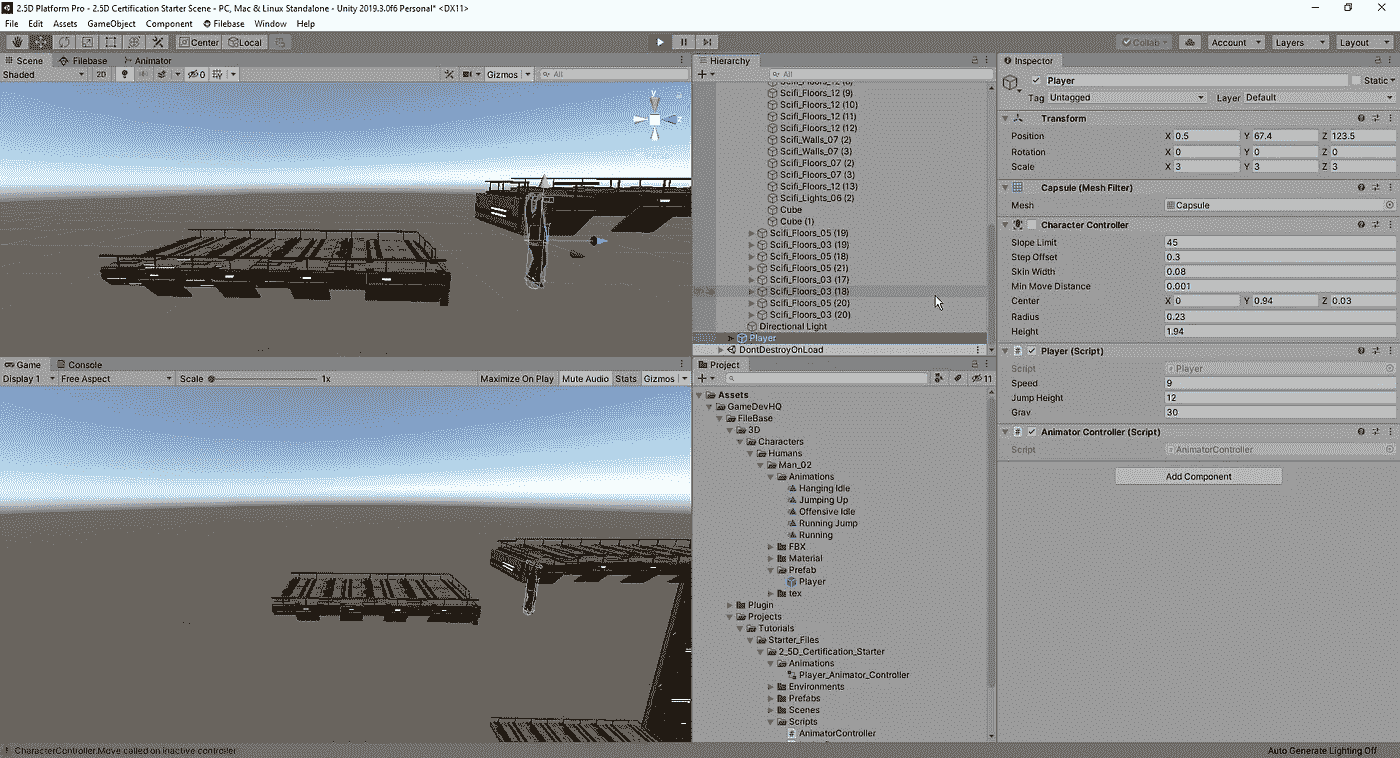 2.5D Platform Pro - 2.5D Certification Starter Scene - PC, Mac & Linux Standalone - Unity 2019.3.0f6 Personal* <DX11>
File Edit Assets GameObject Component Filebase Window Help
Center Local Collab Account Layers Layout
Scene Filebase Animator
Shaded 2D 0 Gizmos All
y
z
Game Console
Display 1 Free Aspect Scale 1x Maximize On Play Mute Audio Stats Gizmos
Hierarchy
All
Scifi_Floors_12 (8)
Scifi_Floors_12 (9)
Scifi_Floors_12 (10)
Scifi_Floors_12 (11)
Scifi_Floors_12 (12)
Scifi_Walls_07 (2)
Scifi_Walls_07 (3)
Scifi_Floors_07 (2)
Scifi_Floors_07 (3)
Scifi_Floors_12 (13)
Scifi_Lights_06 (2)
Cube
Cube (1)
Scifi_Floors_05 (19)
Scifi_Floors_03 (19)
Scifi_Floors_05 (18)
Scifi_Floors_05 (21)
Scifi_Floors_03 (17)
Scifi_Floors_03 (18)
Scifi_Floors_05 (20)
Scifi_Floors_03 (20)
Directional Light
Player
DontDestroyOnLoad
Project
11
Assets
GameDevHQ
FileBase
3D
Characters
Humans
Man_02
Animations
Hanging Idle
Jumping Up
Offensive Idle
Running Jump
Running
FBX
Material
Prefab
Player
tex
Plugin
Projects
Tutorials
Starter_Files
2_5D_Certification_Starter
Animations
Player_Animator_Controller
Environments
Prefabs
Scenes
Scripts
AnimatorController
Inspector
Player Static
Tag Untagged Layer Default
Transform
Position X 0.5 Y 67.4 Z 123.5
Rotation X 0 Y 0 Z 0
Scale X 3 Y 3 Z 3
Capsule (Mesh Filter)
Mesh Capsule
Character Controller
Slope Limit 45
Step Offset 0.3
Skin Width 0.08
Min Move Distance 0.001
Center X 0 Y 0.94 Z 0.03
Radius 0.23
Height 1.94
Player (Script)
Script Player
Speed 9
Jump Height 12
Grav 30
Animator Controller (Script)
Script AnimatorController
Add Component
CharacterController.Move called on inactive controller
Auto Generate Lighting Off